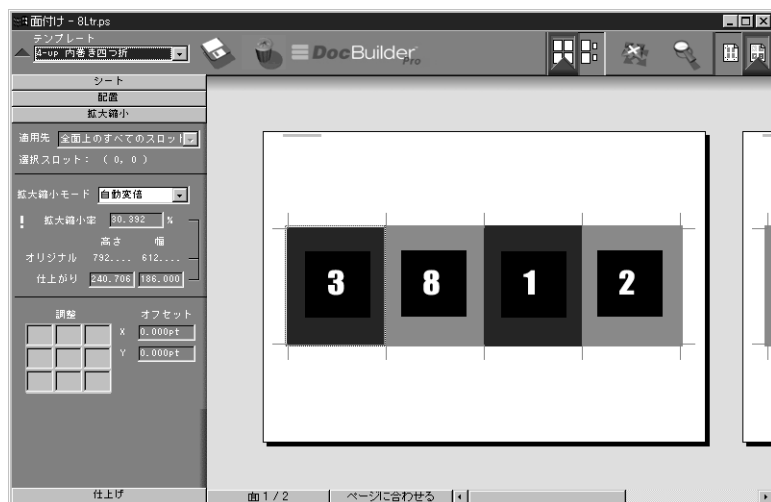 面付け - 8Ltr.ps
テンプレート
4-up 内巻き四つ折
DocBuilder Pro
シート
配置
拡大縮小
適用先 全面上のすべてのスロット
選択スロット: ( 0, 0 )
拡大縮小モード 自動変倍
! 拡大縮小率 30.392 %
高さ 幅
オリジナル 792.... 612....
仕上がり 240.706 186.000
調整 オフセット
X 0.000pt
Y 0.000pt
3 8 1 2
仕上げ
面 1 / 2 ページに合わせる